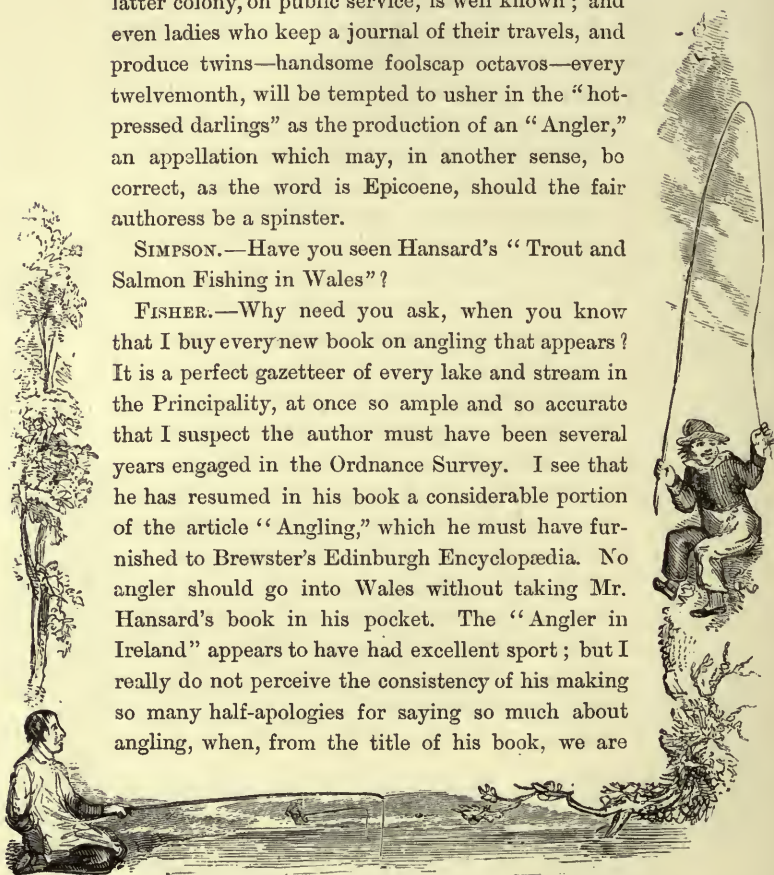 latter colony, on public service, is well known; and
even ladies who keep a journal of their travels, and
produce twins—handsome foolscap octavos—every
twelvemonth, will be tempted to usher in the "hot-
pressed darlings" as the production of an "Angler,"
an appellation which may, in another sense, be
correct, as the word is Epicoene, should the fair
authoress be a spinster.
SIMPSON.—Have you seen Hansard's "Trout and
Salmon Fishing in Wales"?
FISHER.—Why need you ask, when you know
that I buy every new book on angling that appears?
It is a perfect gazetteer of every lake and stream in
the Principality, at once so ample and so accurate
that I suspect the author must have been several
years engaged in the Ordnance Survey. I see that
he has resumed in his book a considerable portion
of the article "Angling," which he must have fur-
nished to Brewster's Edinburgh Encyclopædia. No
angler should go into Wales without taking Mr.
Hansard's book in his pocket. The "Angler in
Ireland" appears to have had excellent sport; but I
really do not perceive the consistency of his making
so many half-apologies for saying so much about
angling, when, from the title of his book, we are